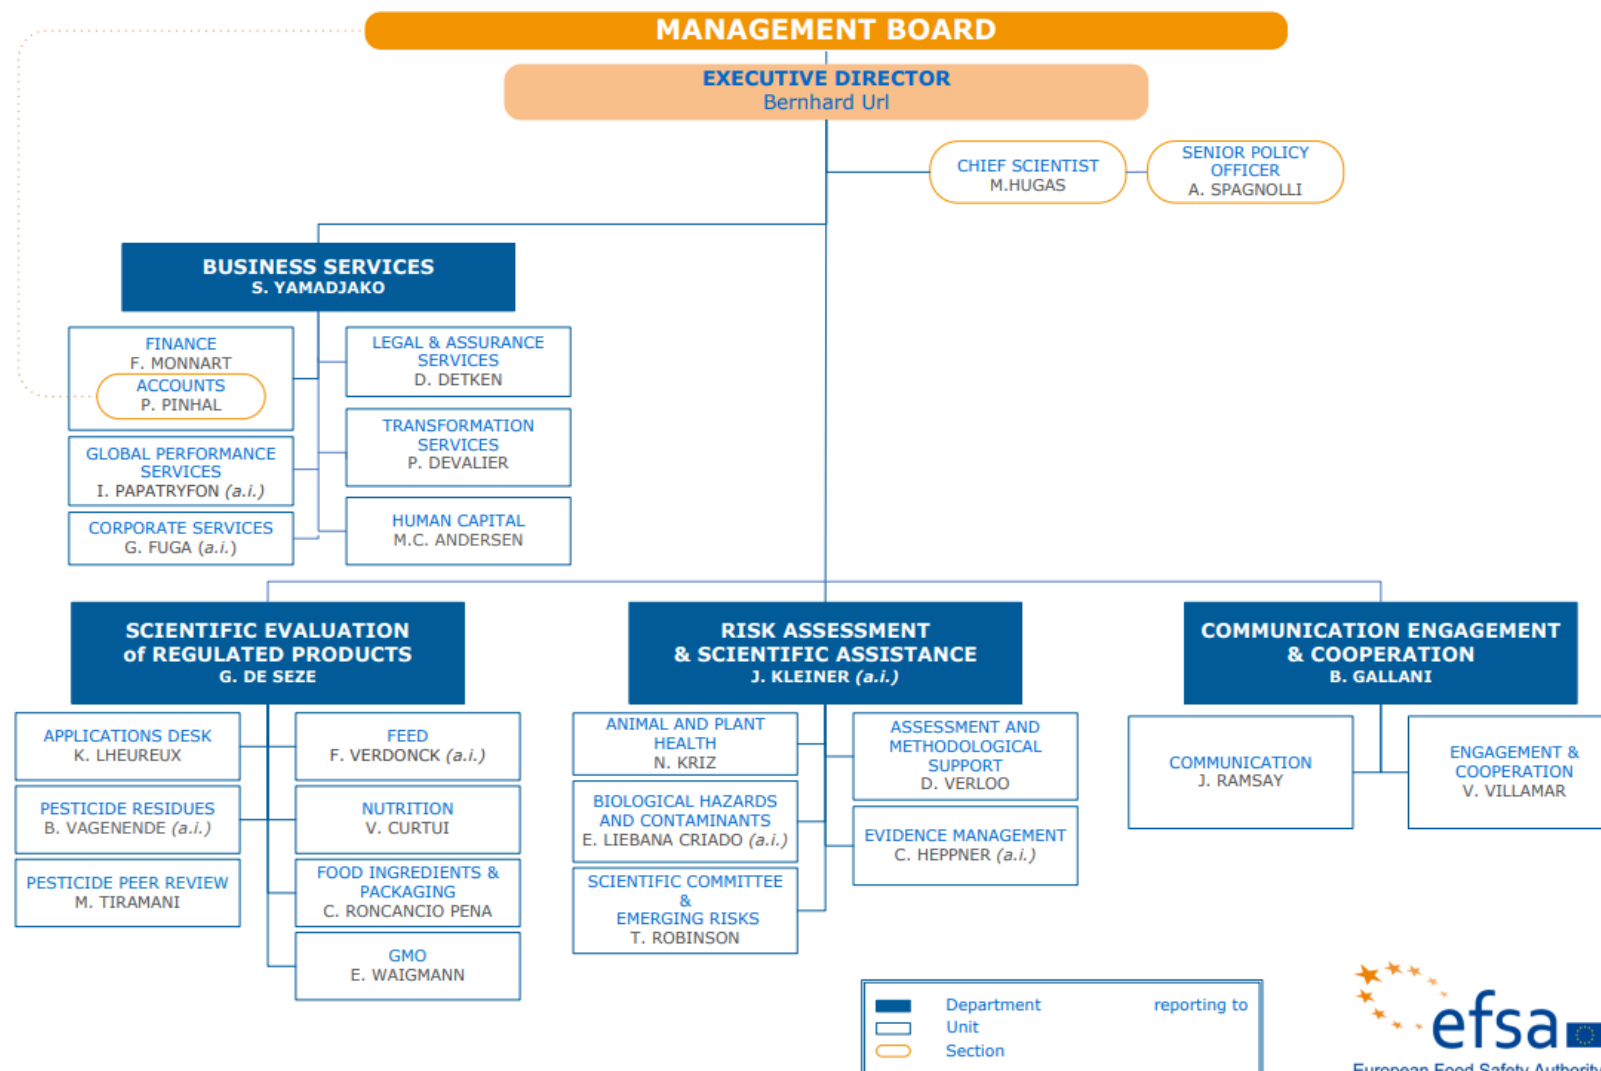 MANAGEMENT BOARD
EXECUTIVE DIRECTOR
Bernhard Url
CHIEF SCIENTIST
M.HUGAS
SENIOR POLICY
OFFICER
A. SPAGNOLLI
BUSINESS SERVICES
S. YAMADJAKO
FINANCE
F. MONNART
ACCOUNTS
P. PINHAL
LEGAL & ASSURANCE
SERVICES
D. DETKEN
GLOBAL PERFORMANCE
SERVICES
I. PAPATRYFON (a.i.)
TRANSFORMATION
SERVICES
P. DEVALIER
CORPORATE SERVICES
G. FUGA (a.i.)
HUMAN CAPITAL
M.C. ANDERSEN
SCIENTIFIC EVALUATION
of REGULATED PRODUCTS
G. DE SEZE
APPLICATIONS DESK
K. LHEUREUX
FEED
F. VERDONCK (a.i.)
PESTICIDE RESIDUES
B. VAGENENDE (a.i.)
NUTRITION
V. CURTUI
PESTICIDE PEER REVIEW
M. TIRAMANI
FOOD INGREDIENTS &
PACKAGING
C. RONCANCIO PENA
GMO
E. WAIGMANN
RISK ASSESSMENT
& SCIENTIFIC ASSISTANCE
J. KLEINER (a.i.)
ANIMAL AND PLANT
HEALTH
N. KRIZ
ASSESSMENT AND
METHODOLOGICAL
SUPPORT
D. VERLOO
BIOLOGICAL HAZARDS
AND CONTAMINANTS
E. LIEBANA CRIADO (a.i.)
EVIDENCE MANAGEMENT
C. HEPPNER (a.i.)
SCIENTIFIC COMMITTEE
&
EMERGING RISKS
T. ROBINSON
COMMUNICATION ENGAGEMENT
& COOPERATION
B. GALLANI
COMMUNICATION
J. RAMSAY
ENGAGEMENT &
COOPERATION
V. VILLAMAR
Department
reporting to
Unit
Section
efsa
European Food Safety Authority